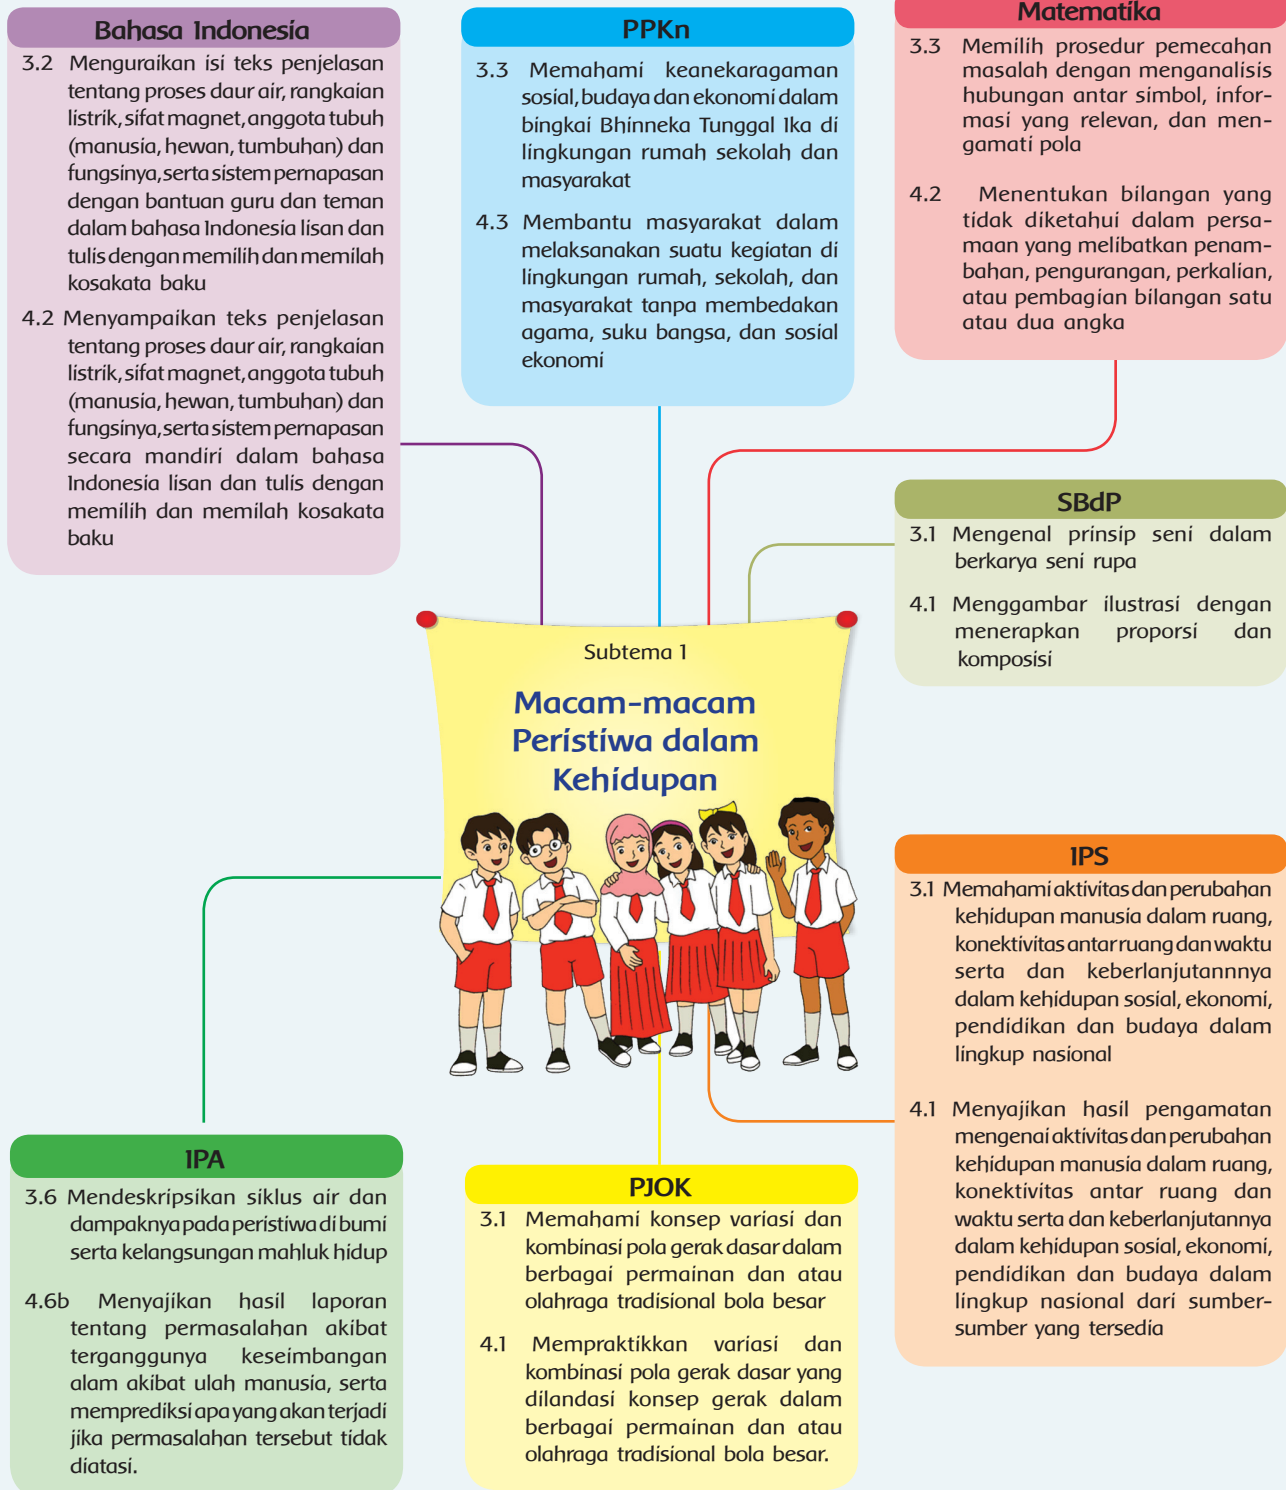 Bahasa Indonesia
3.2 Menguraikan isi teks penjelasan
tentang proses daur air, rangkaian
listrik, sifat magnet, anggota tubuh
(manusia, hewan, tumbuhan) dan
fungsinya, serta sistem pernapasan
dengan bantuan guru dan teman
dalam bahasa Indonesia lisan dan
tulis dengan memilih dan memilah
kosakata baku
4.2 Menyampaikan teks penjelasan
tentang proses daur air, rangkaian
listrik, sifat magnet, anggota tubuh
(manusia, hewan, tumbuhan) dan
fungsinya, serta sistem pernapasan
secara mandiri dalam bahasa
Indonesia lisan dan tulis dengan
memilih dan memilah kosakata
baku
PPKn
3.3 Memahami keanekaragaman
sosial, budaya dan ekonomi dalam
bingkai Bhinneka Tunggal Ika di
lingkungan rumah sekolah dan
masyarakat
4.3 Membantu masyarakat dalam
melaksanakan suatu kegiatan di
lingkungan rumah, sekolah, dan
masyarakat tanpa membedakan
agama, suku bangsa, dan sosial
ekonomi
Matematika
3.3 Memilih prosedur pemecahan
masalah dengan menganalisis
hubungan antar simbol, infor-
masi yang relevan, dan men-
gamati pola
4.2 Menentukan bilangan yang
tidak diketahui dalam persa-
maan yang melibatkan penam-
bahan, pengurangan, perkalian,
atau pembagian bilangan satu
atau dua angka
SBdP
3.1 Mengenal prinsip seni dalam
berkarya seni rupa
4.1 Menggambar ilustrasi dengan
menerapkan proporsi dan
komposisi
Subtema 1
Macam-macam
Peristiwa dalam
Kehidupan
IPS
3.1 Memahami aktivitas dan perubahan
kehidupan manusia dalam ruang,
konektivitas antar ruang dan waktu
serta dan keberlanjutannnya
dalam kehidupan sosial, ekonomi,
pendidikan dan budaya dalam
lingkup nasional
4.1 Menyajikan hasil pengamatan
mengenai aktivitas dan perubahan
kehidupan manusia dalam ruang,
konektivitas antar ruang dan
waktu serta dan keberlanjutannya
dalam kehidupan sosial, ekonomi,
pendidikan dan budaya dalam
lingkup nasional dari sumber-
sumber yang tersedia
IPA
3.6 Mendeskripsikan siklus air dan
dampaknya pada peristiwa di bumi
serta kelangsungan mahluk hidup
4.6b Menyajikan hasil laporan
tentang permasalahan akibat
terganggunya keseimbangan
alam akibat ulah manusia, serta
memprediksi apa yang akan terjadi
jika permasalahan tersebut tidak
diatasi.
PJOK
3.1 Memahami konsep variasi dan
kombinasi pola gerak dasar dalam
berbagai permainan dan atau
olahraga tradisional bola besar
4.1 Mempraktikkan variasi dan
kombinasi pola gerak dasar yang
dilandasi konsep gerak dalam
berbagai permainan dan atau
olahraga tradisional bola besar.